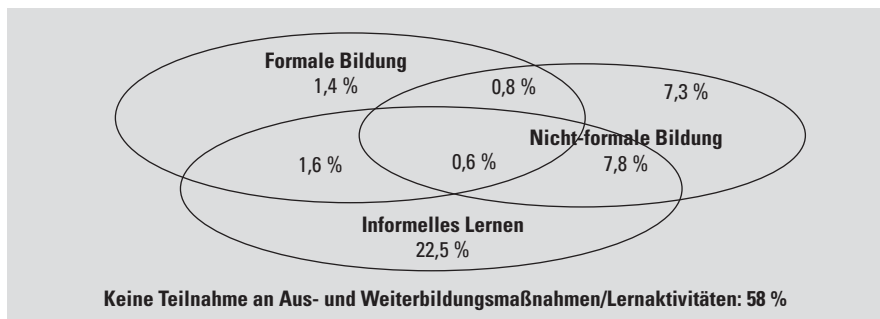 Formale Bildung
1,4 %
0,8 %
7,3 %
Nicht-formale Bildung
1,6 %
0,6 %
7,8 %
Informelles Lernen
22,5 %
Keine Teilnahme an Aus- und Weiterbildungsmaßnahmen/Lernaktivitäten: 58 %